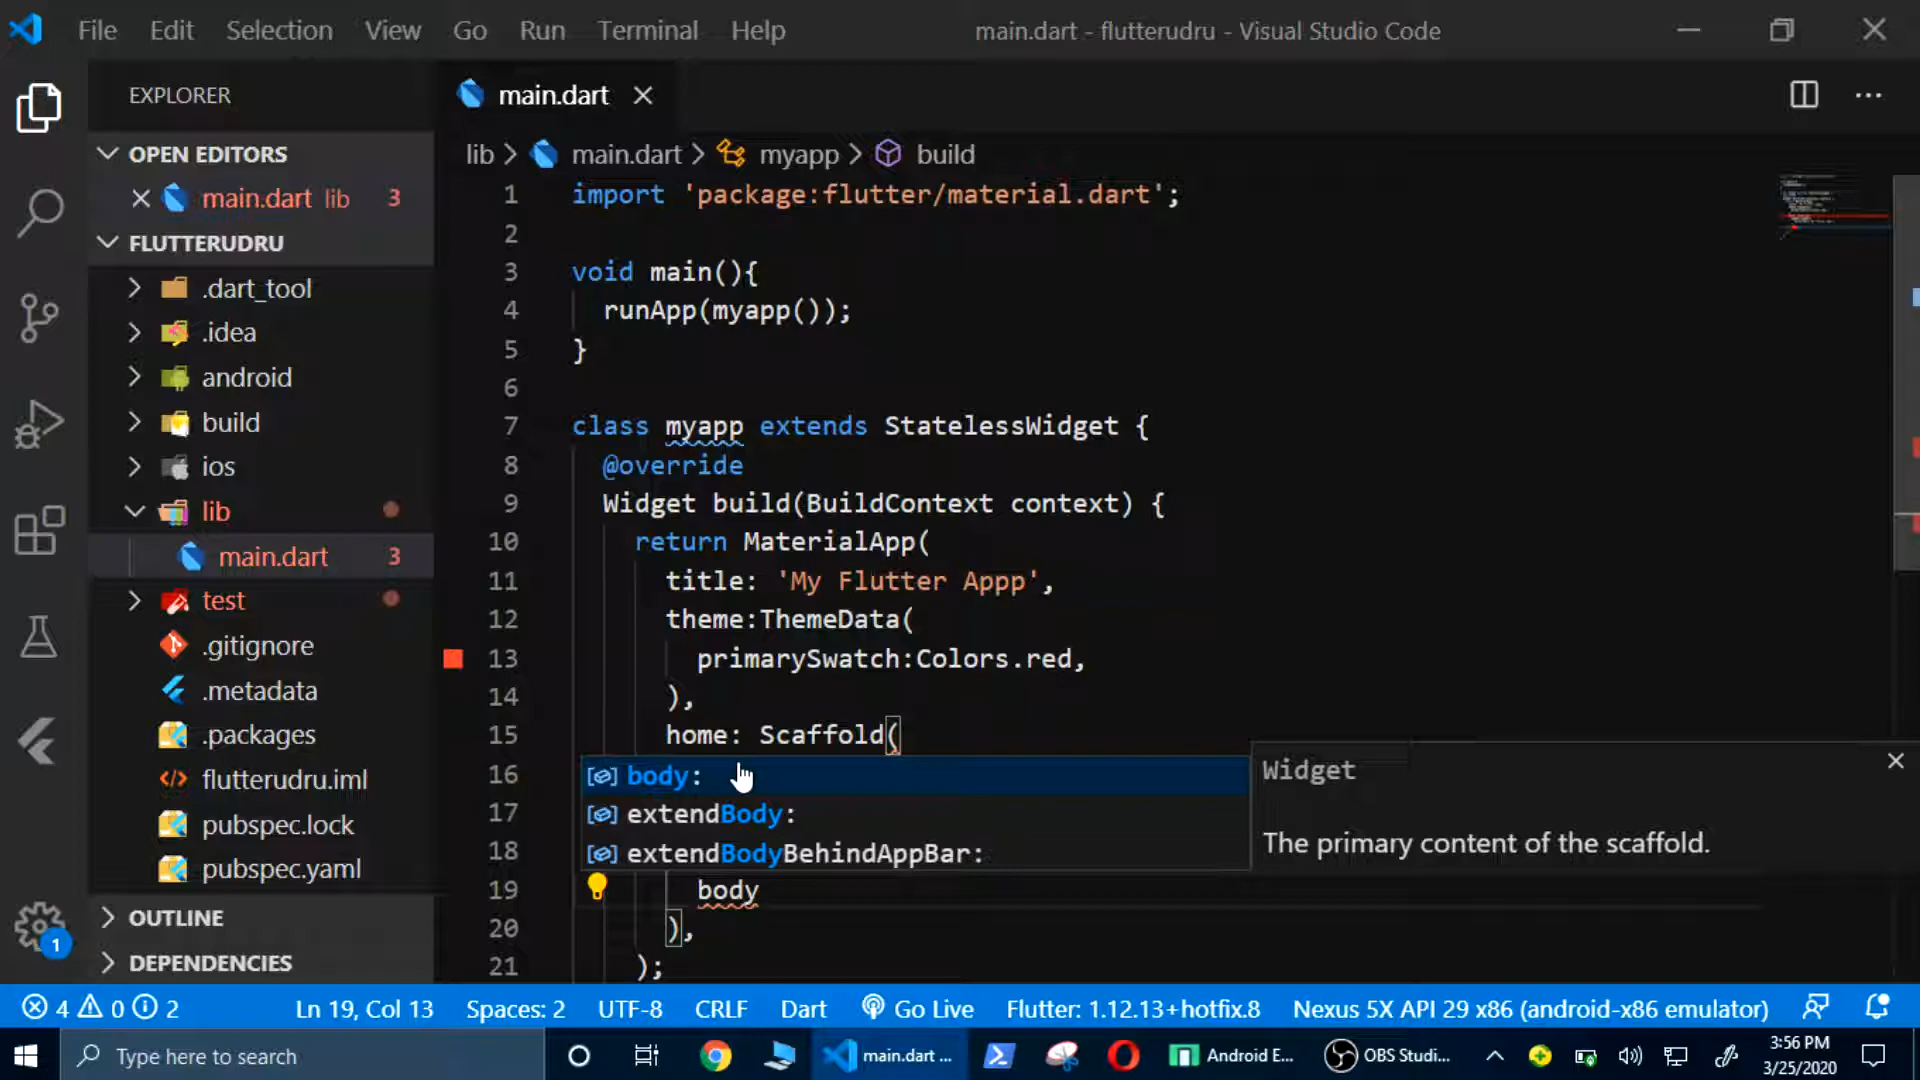 File Edit Selection View Go Run Terminal Help main.dart - flutterudru - Visual Studio Code
EXPLORER
main.dart
OPEN EDITORS
main.dart lib 3
FLUTTERUDRU
.dart_tool
.idea
android
build
ios
lib
main.dart 3
test
.gitignore
.metadata
.packages
flutterudru.iml
pubspec.lock
pubspec.yaml
OUTLINE
DEPENDENCIES
1
lib > main.dart > myapp > build
1 import 'package:flutter/material.dart';
2
3 void main(){
4 runApp(myapp());
5 }
6
7 class myapp extends StatelessWidget {
8 @override
9 Widget build(BuildContext context) {
10 return MaterialApp(
11 title: 'My Flutter Appp',
12 theme:ThemeData(
13 primarySwatch:Colors.red,
14 ),
15 home: Scaffold(
16 body:
17 extendBody:
18 extendBodyBehindAppBar:
19 body
20 ),
21 );
Widget
The primary content of the scaffold.
4 0 2 Ln 19, Col 13 Spaces: 2 UTF-8 CRLF Dart Go Live Flutter: 1.12.13+hotfix.8 Nexus 5X API 29 x86 (android-x86 emulator)
Type here to search main.dart ... Android E... OBS Studi... 3:56 PM
3/25/2020